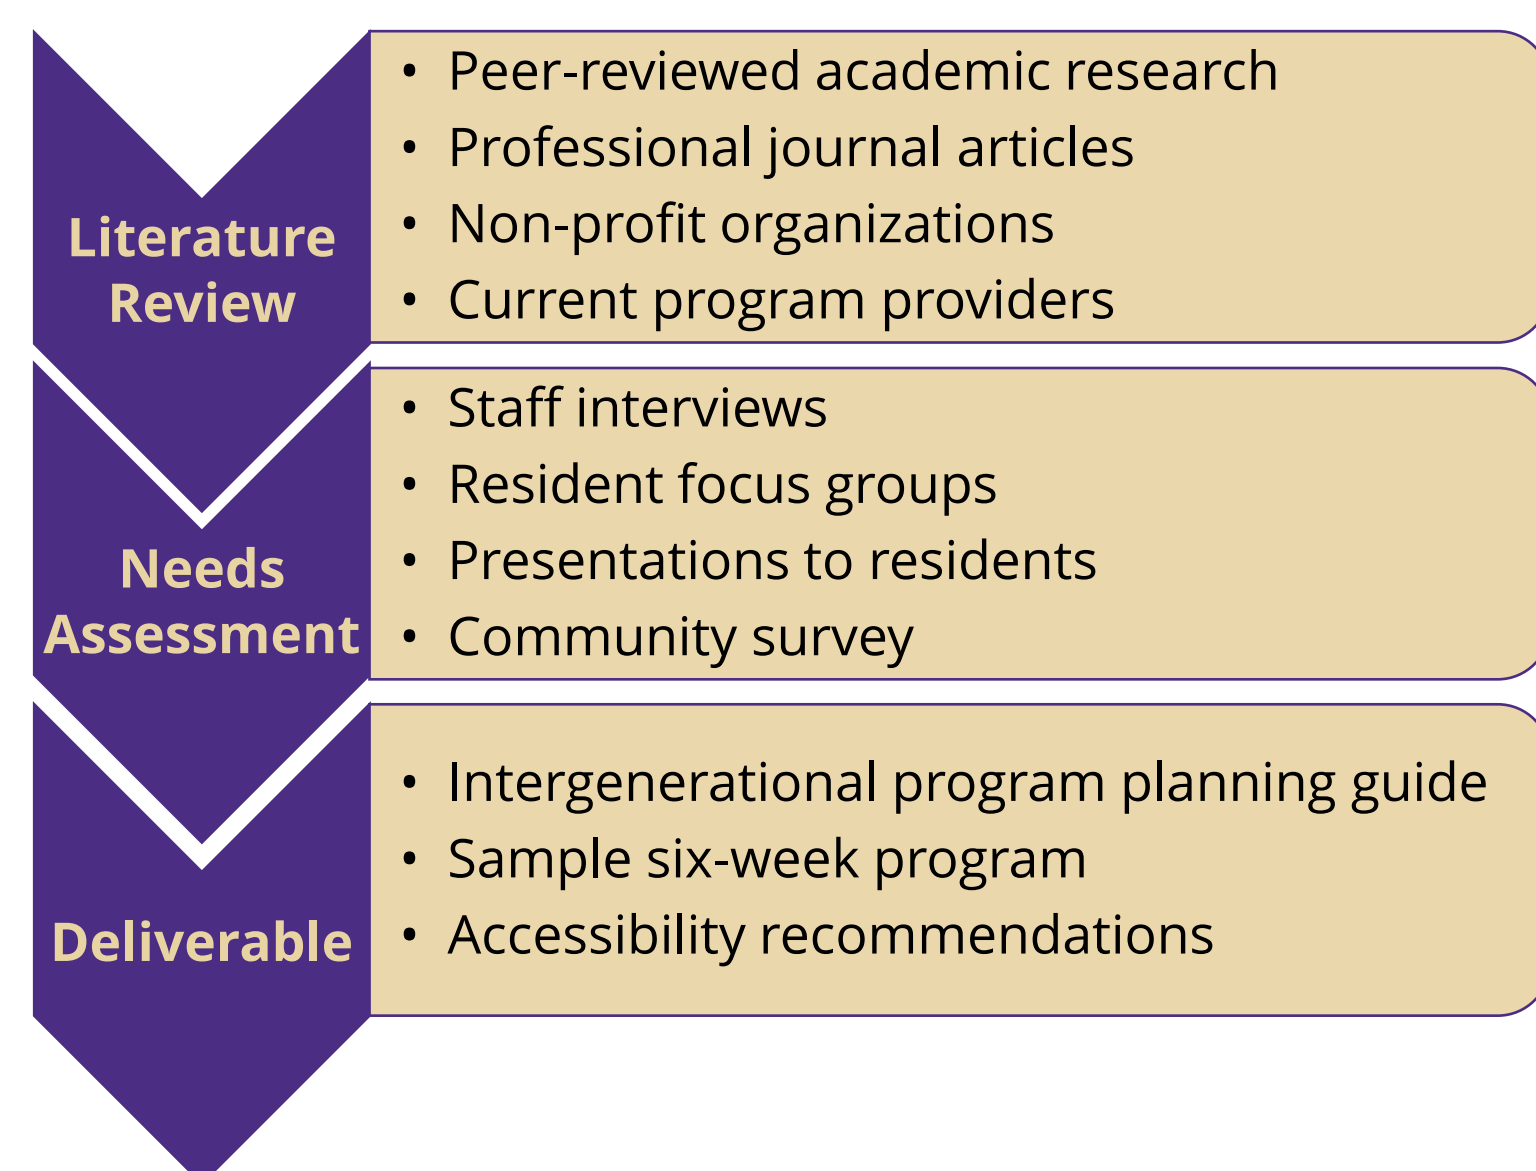 Literature
Review
• Peer-reviewed academic research
• Professional journal articles
• Non-profit organizations
• Current program providers
Needs
Assessment
• Staff interviews
• Resident focus groups
• Presentations to residents
• Community survey
Deliverable
• Intergenerational program planning guide
• Sample six-week program
• Accessibility recommendations